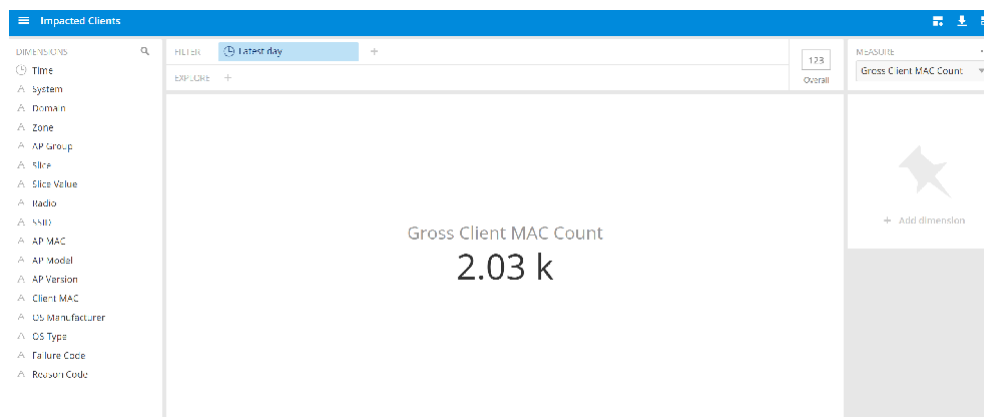 Impacted Clients
DIMENSIONS
Time
System
Domain
Zone
AP Group
Slice
Slice Value
Radio
SSID
AP MAC
AP Model
AP Version
Client MAC
OS Manufacturer
OS Type
Failure Code
Reason Code
FILTER Latest day +
EXPLORE +
123
Overall
Gross Client MAC Count
2.03 k
MEASURE
Gross Client MAC Count
+ Add dimension